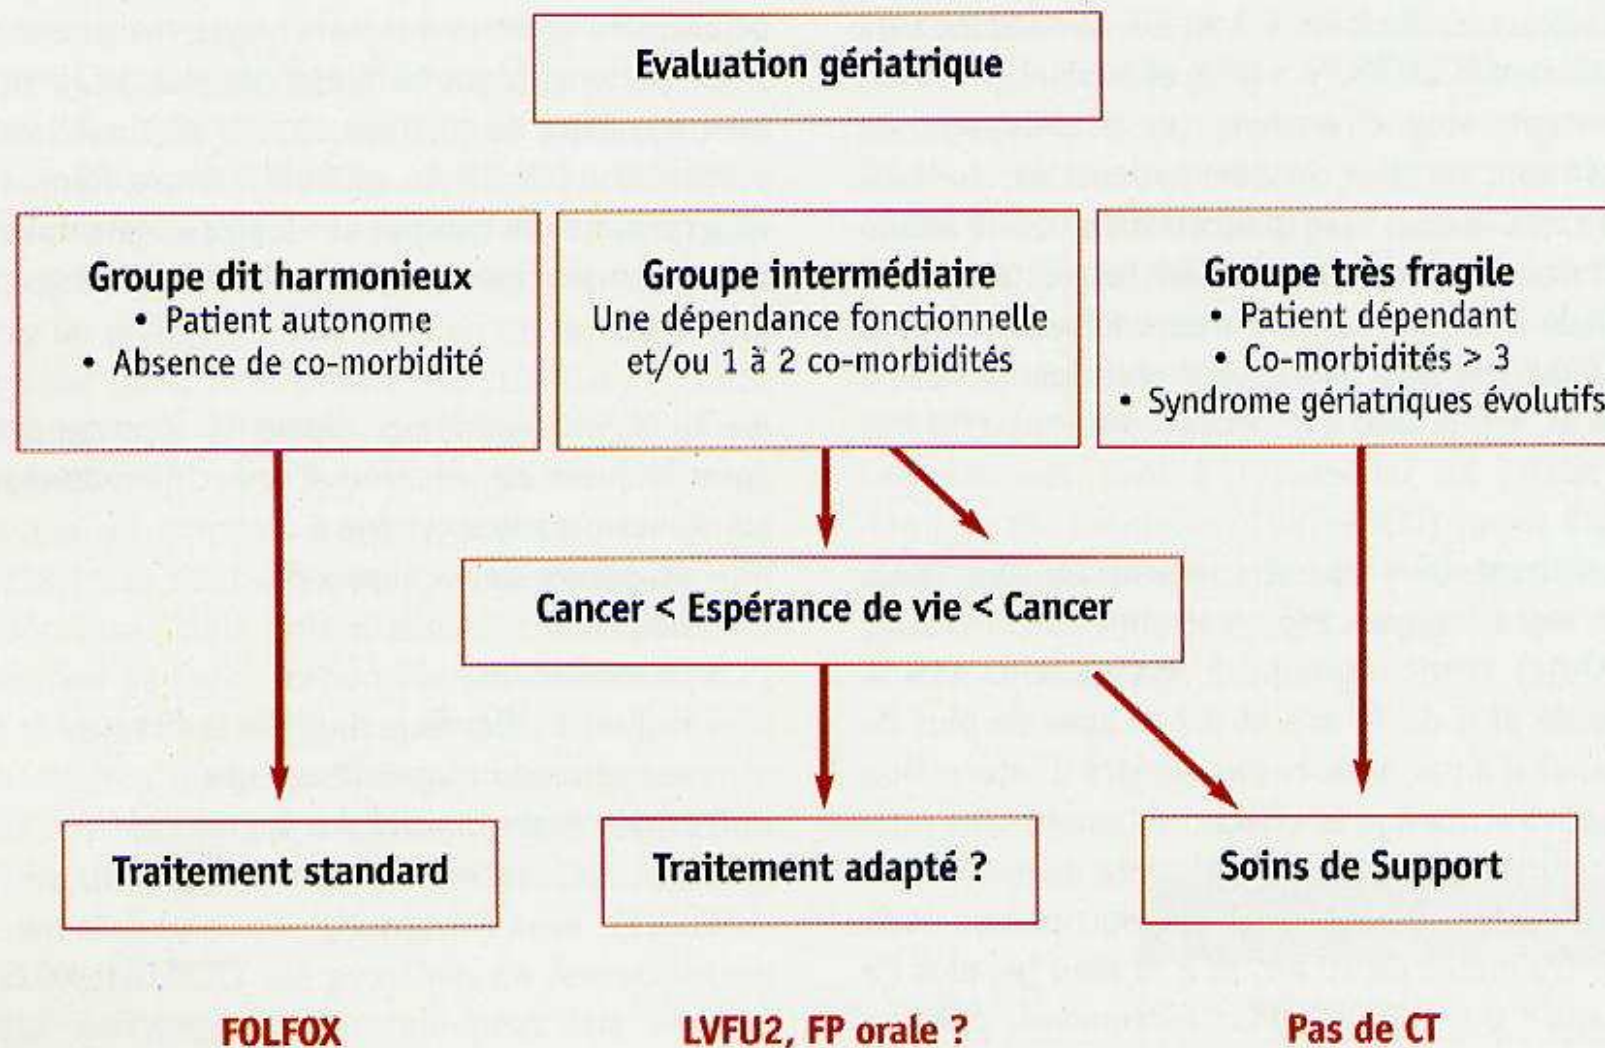 Evaluation gériatrique
Groupe dit harmonieux
• Patient autonome
• Absence de co-morbidité
Groupe intermédiaire
Une dépendance fonctionnelle
et/ou 1 à 2 co-morbidités
Groupe très fragile
• Patient dépendant
• Co-morbidités > 3
• Syndrome gériatriques évolutifs
Cancer < Espérance de vie < Cancer
Traitement standard
Traitement adapté ?
Soins de Support
FOLFOX
LVFU2, FP orale ?
Pas de CT